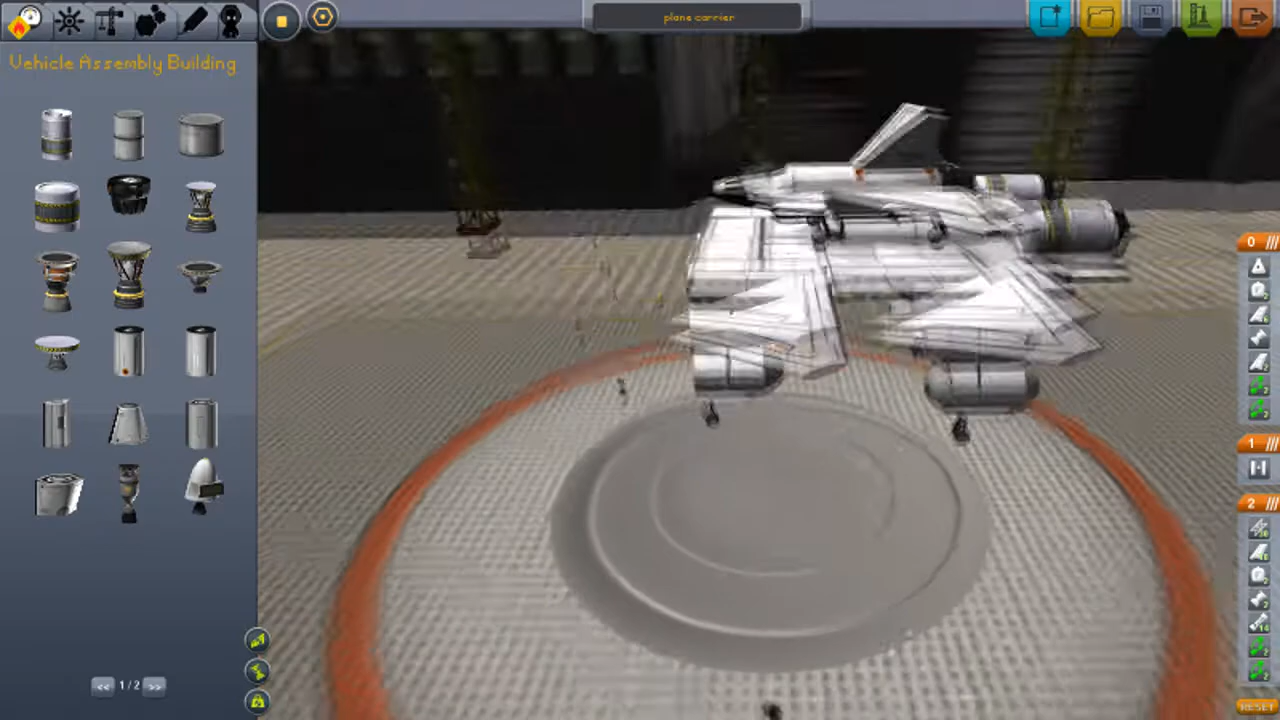 plane carrier
Vehicle Assembly Building
0
1
2
<< 1/2 >>
RESET